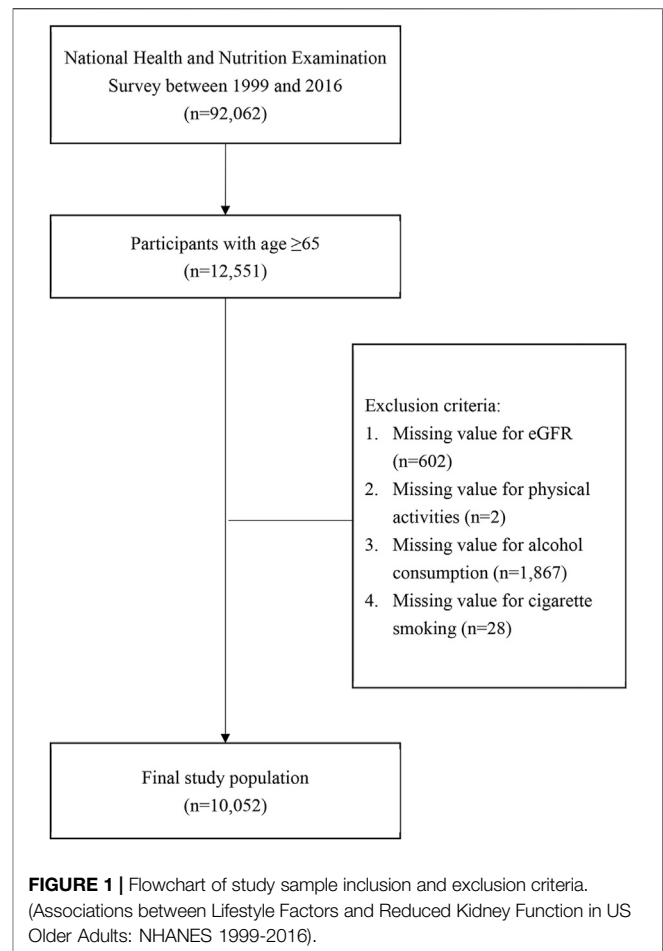 National Health and Nutrition Examination
Survey between 1999 and 2016
(n=92,062)
Participants with age ≥65
(n=12,551)
Exclusion criteria:
1. Missing value for eGFR
(n=602)
2. Missing value for physical
activities (n=2)
3. Missing value for alcohol
consumption (n=1,867)
4. Missing value for cigarette
smoking (n=28)
Final study population
(n=10,052)
FIGURE 1 | Flowchart of study sample inclusion and exclusion criteria.
(Associations between Lifestyle Factors and Reduced Kidney Function in US
Older Adults: NHANES 1999-2016).